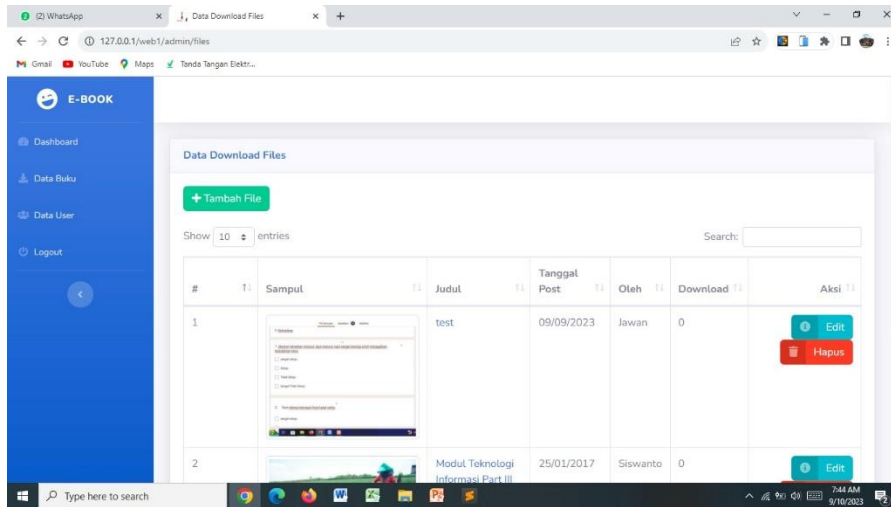 (2) WhatsApp
Data Download Files
127.0.0.1/web1/admin/files
Gmail YouTube Maps Tanda Tangan Elektr...
E-BOOK
Dashboard
Data Buku
Data User
Logout
Data Download Files
Tambah File
Show 10 entries
Search:
# Sampul Judul Tanggal Post Oleh Download Aksi
1 test 09/09/2023 Jawan 0 Edit
Hapus
2 Modul Teknologi 25/01/2017 Siswanto 0 Edit
Informasi Part III
Type here to search
7:44 AM
9/10/2023